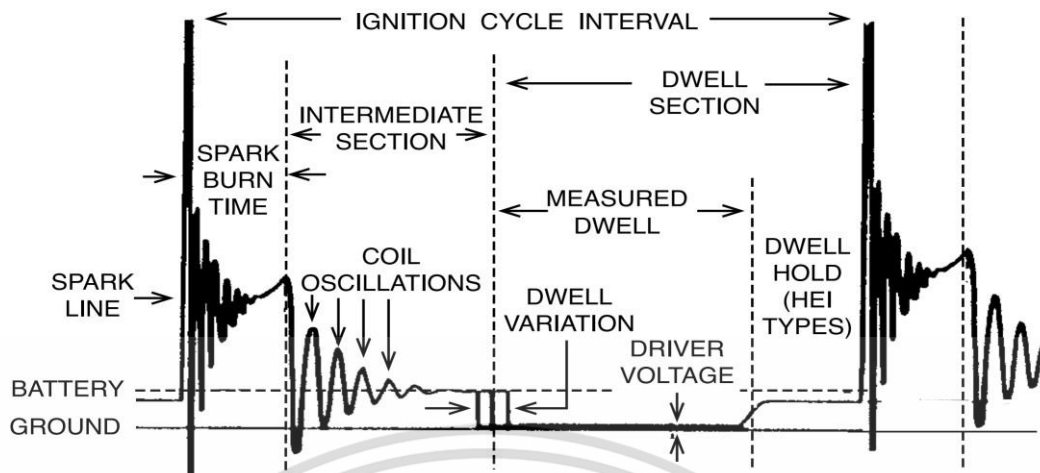 IGNITION CYCLE INTERVAL
DWELL
SECTION
INTERMEDIATE
SECTION
SPARK
BURN
TIME
MEASURED
DWELL
COIL
OSCILLATIONS
SPARK
LINE
DWELL
VARIATION
DWELL
HOLD
(HEI
TYPES)
DRIVER
VOLTAGE
BATTERY
GROUND